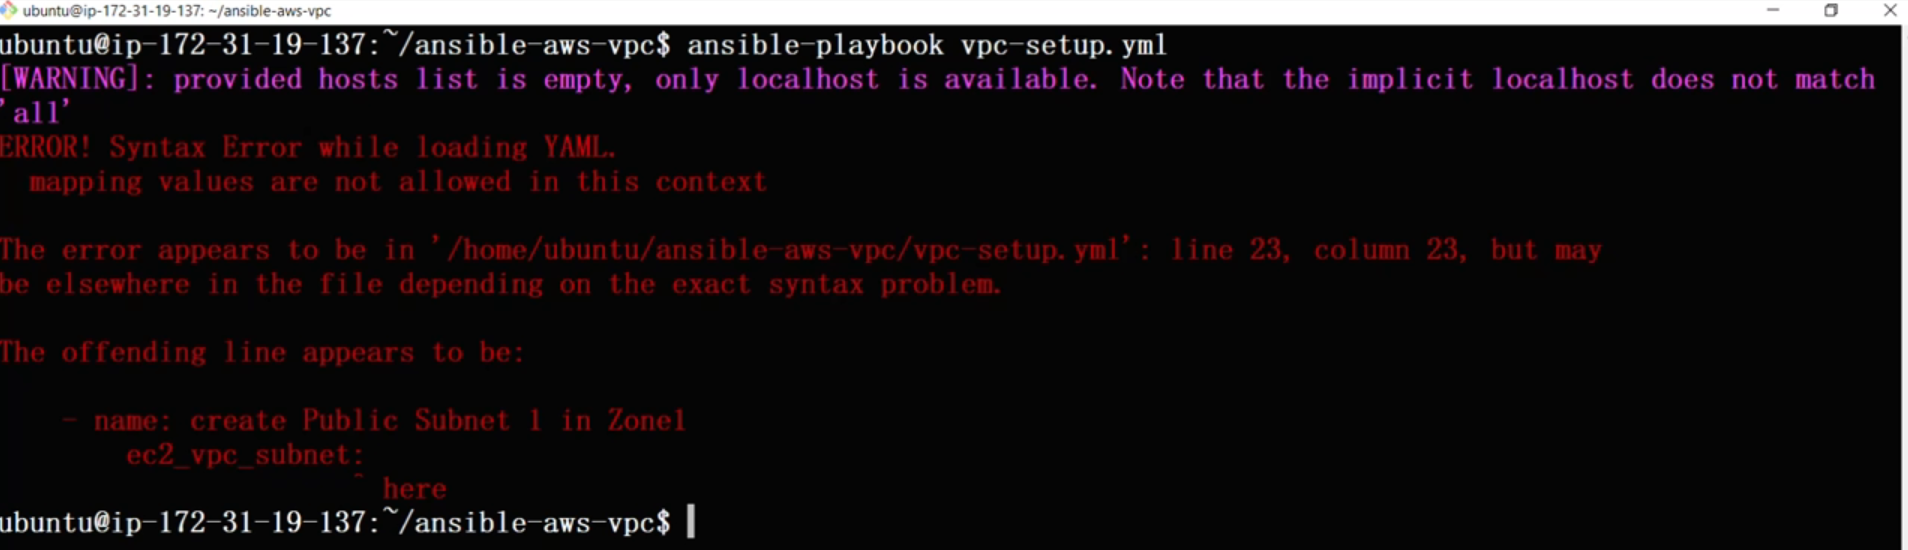 ubuntu@ip-172-31-19-137: ~/ansible-aws-vpc
ubuntu@ip-172-31-19-137:~/ansible-aws-vpc$ ansible-playbook vpc-setup.yml
[WARNING]: provided hosts list is empty, only localhost is available. Note that the implicit localhost does not match
'all'
ERROR! Syntax Error while loading YAML.
  mapping values are not allowed in this context

The error appears to be in '/home/ubuntu/ansible-aws-vpc/vpc-setup.yml': line 23, column 23, but may
be elsewhere in the file depending on the exact syntax problem.

The offending line appears to be:

    - name: create Public Subnet 1 in Zone1
        ec2_vpc_subnet:
                      ^ here
ubuntu@ip-172-31-19-137:~/ansible-aws-vpc$